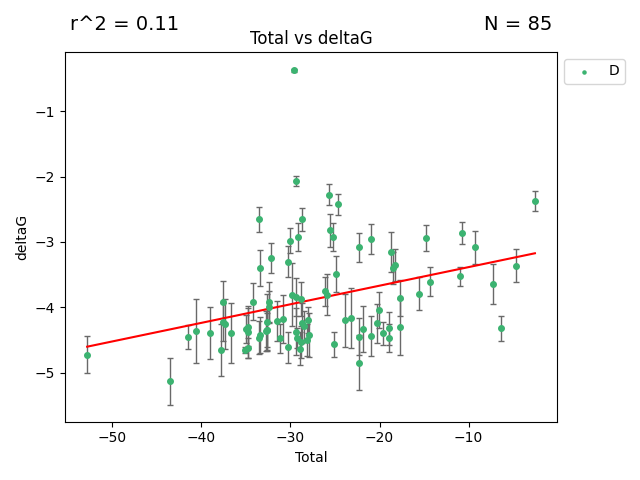 r^2 = 0.11
N = 85
Total vs deltaG
D
deltaG
−1
−2
−3
−4
−5
−50
−40
−30
−20
−10
Total